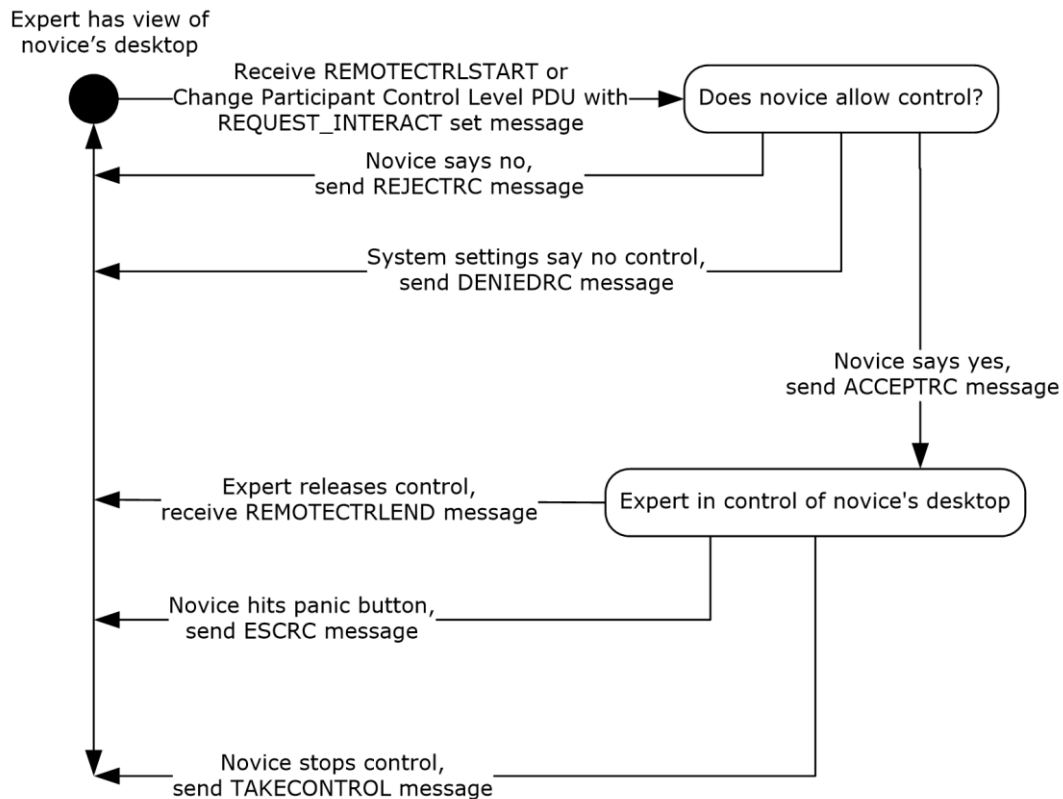 Expert has view of
novice’s desktop
Receive REMOTECTRLSTART or
Change Participant Control Level PDU with
REQUEST_INTERACT set message
Does novice allow control?
Novice says no,
send REJECTRC message
System settings say no control,
send DENIEDRC message
Novice says yes,
send ACCEPTRC message
Expert releases control,
receive REMOTECTRLEND message
Expert in control of novice's desktop
Novice hits panic button,
send ESCRC message
Novice stops control,
send TAKECONTROL message